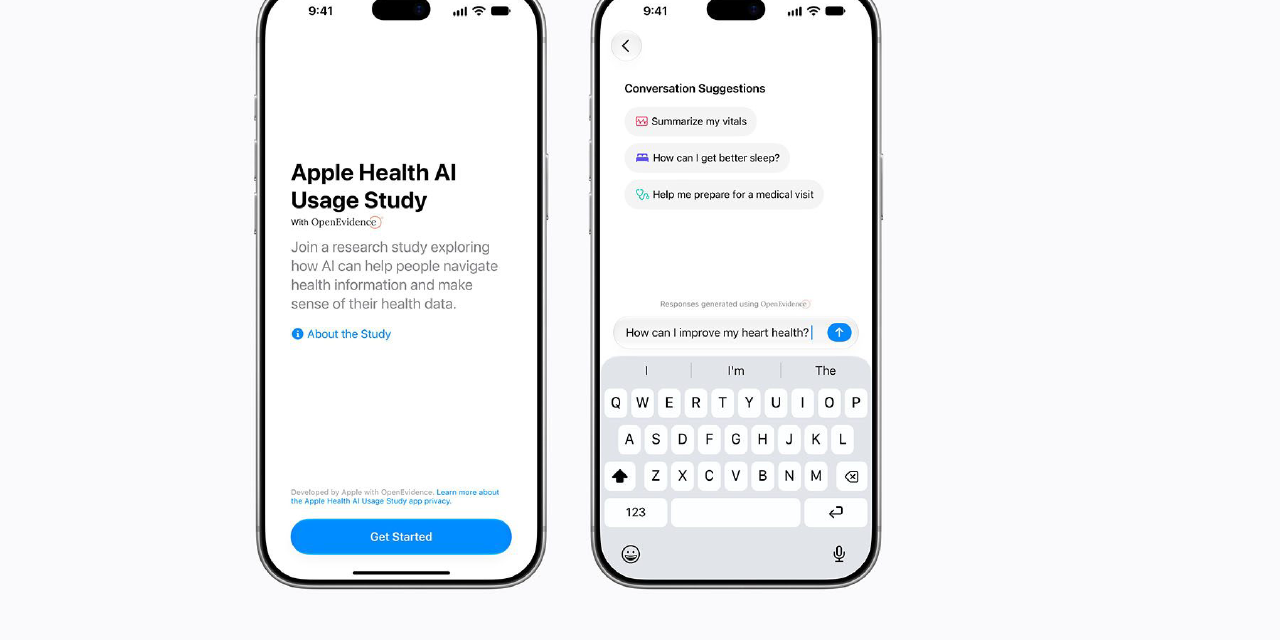 9:41
Apple Health AI
Usage Study
With OpenEvidence
Join a research study exploring
how AI can help people navigate
health information and make
sense of their health data.
About the Study
Developed by Apple with OpenEvidence. Learn more about
the Apple Health AI Usage Study app privacy.
Get Started
9:41
Conversation Suggestions
Summarize my vitals
How can I get better sleep?
Help me prepare for a medical visit
Responses generated using OpenEvidence
How can I improve my heart health?
I I'm The
Q W E R T Y U I O P
A S D F G H J K L
Z X C V B N M
123